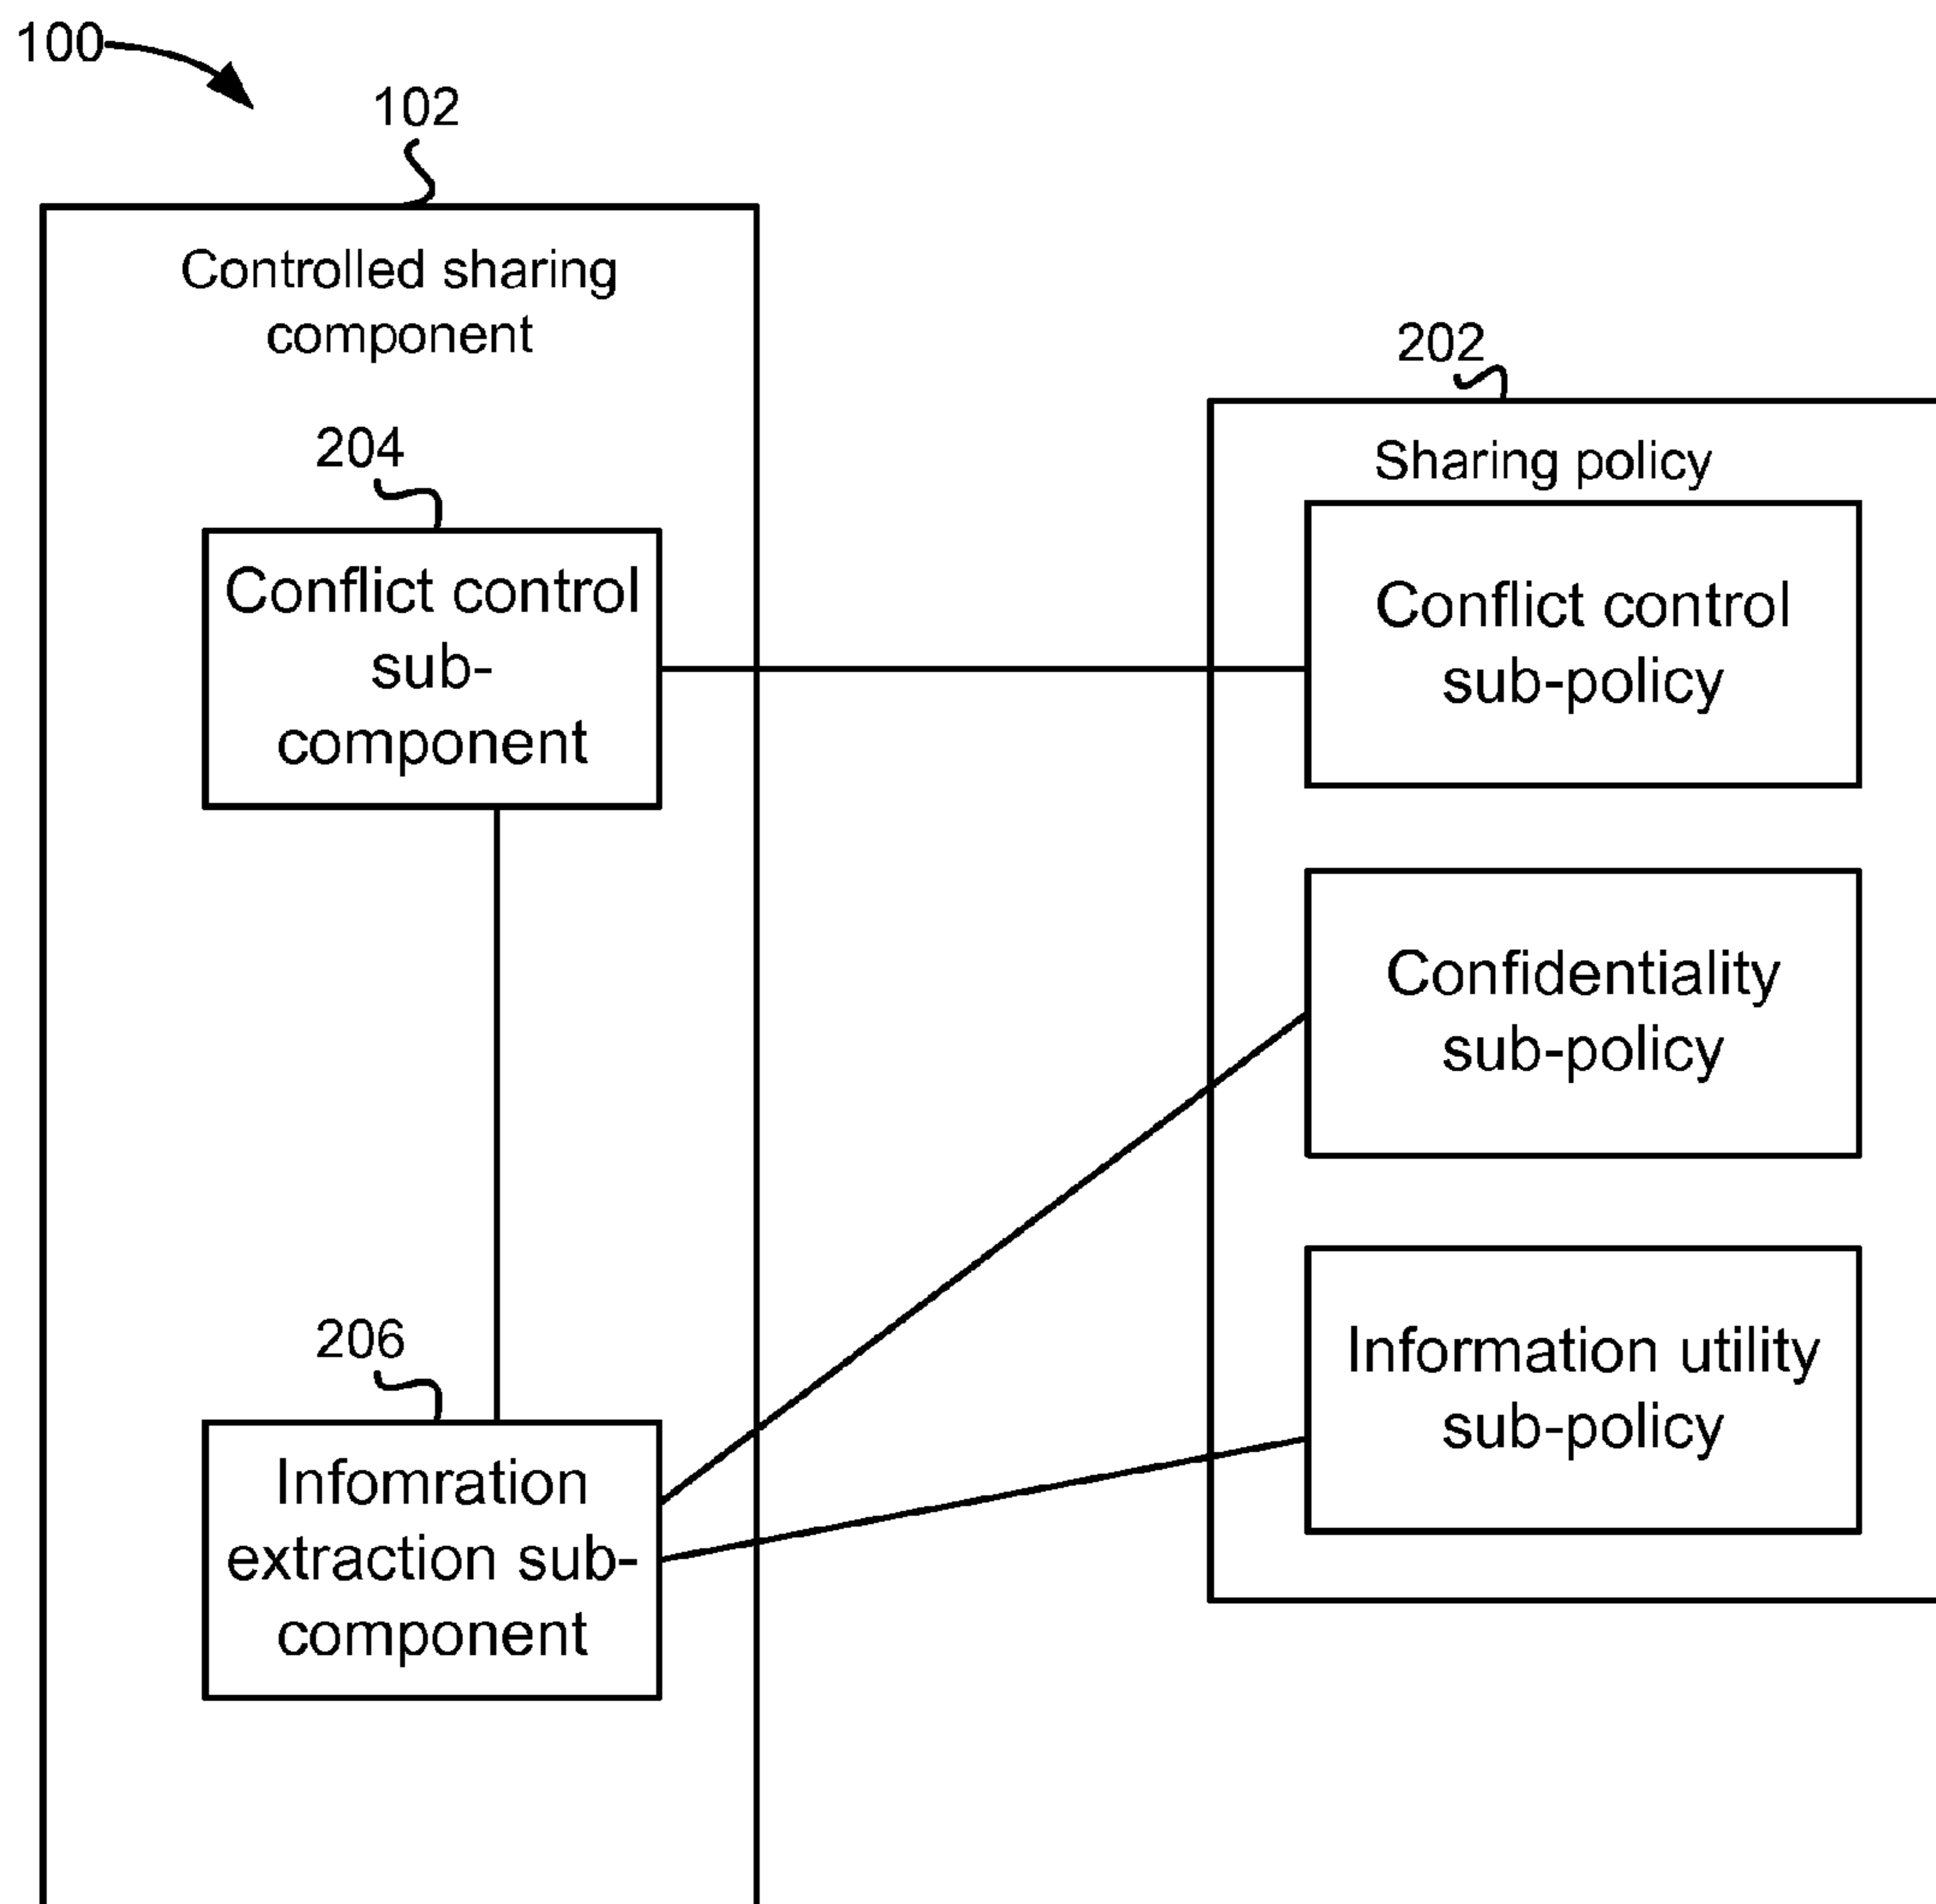 100
102
Controlled sharing
component
204
Conflict control
sub-
component
206
Infomration
extraction sub-
component
202
Sharing policy
Conflict control
sub-policy
Confidentiality
sub-policy
Information utility
sub-policy